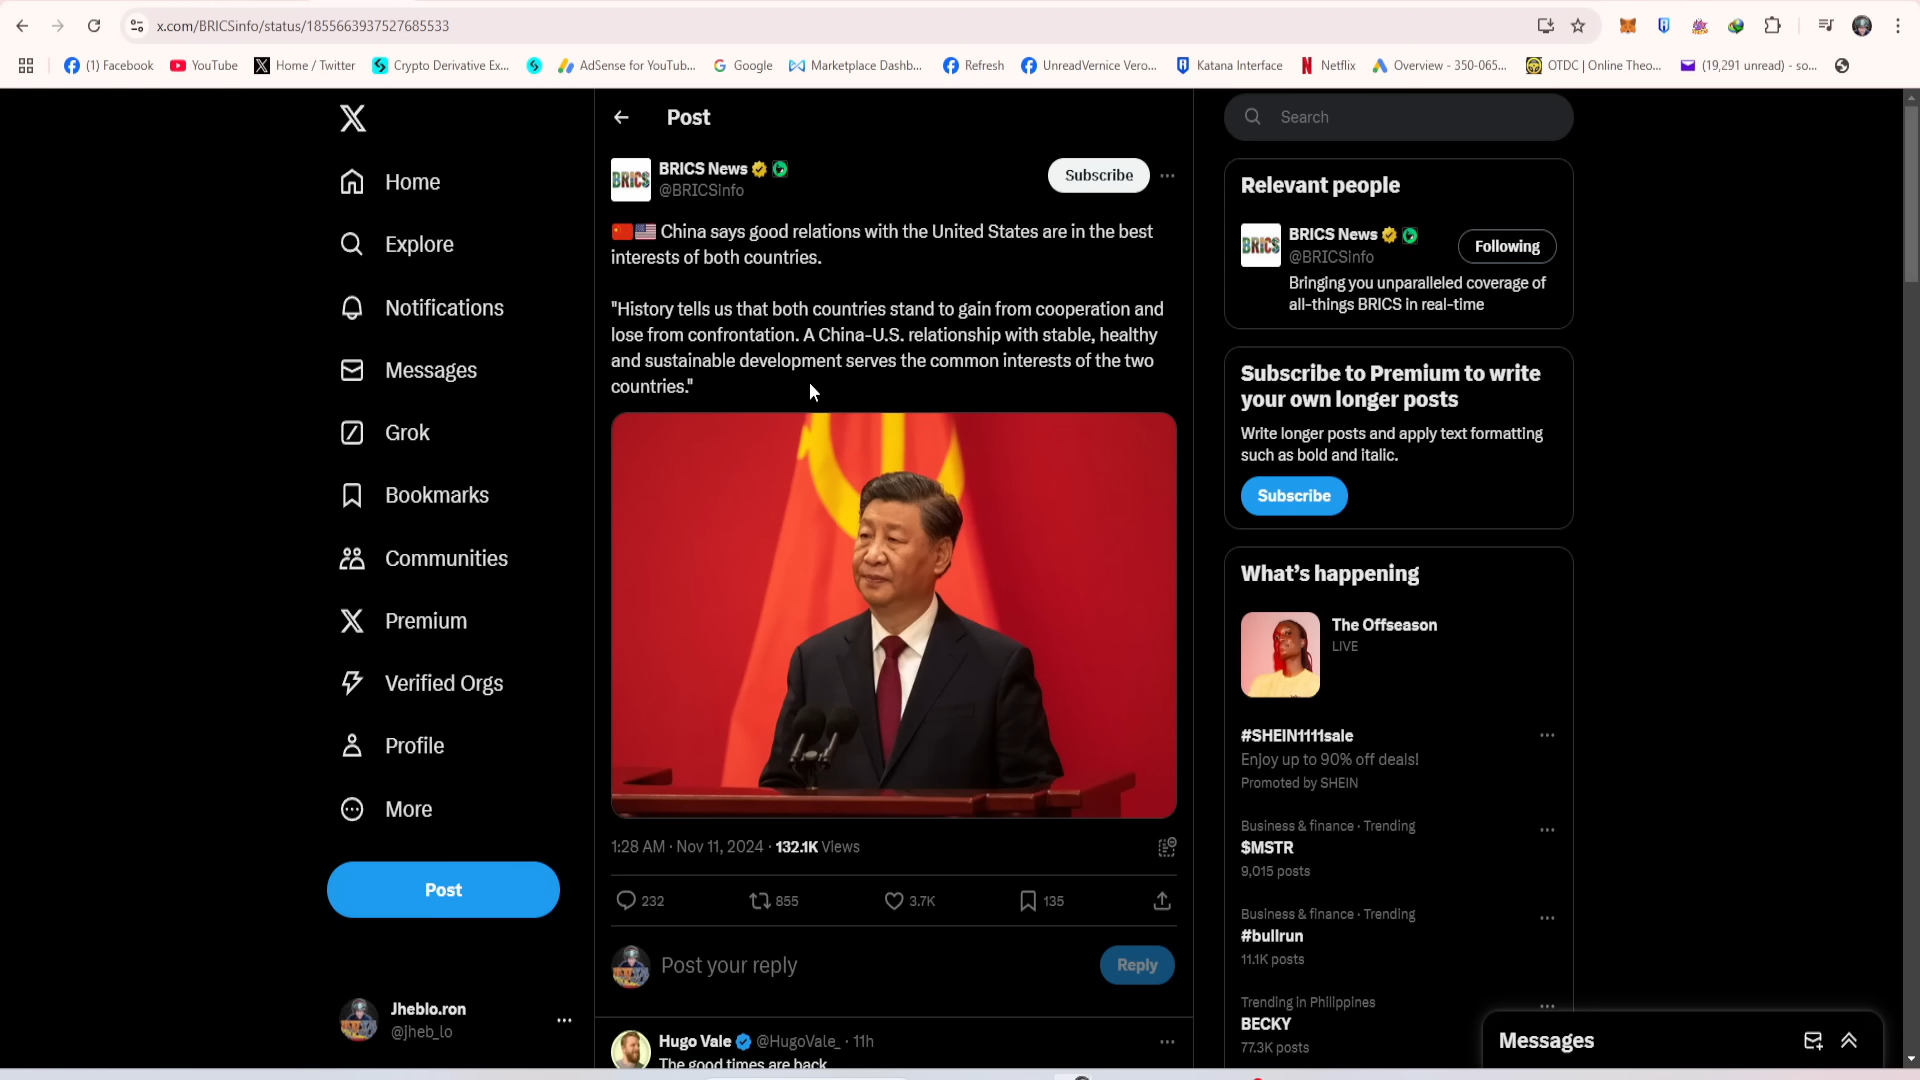 x.com/BRICSinfo/status/1855663937527685533
(1) Facebook
YouTube
Home / Twitter
Crypto Derivative Ex...
AdSense for YouTub...
Google
Marketplace Dashb...
Refresh
UnreadVernice Vero...
Katana Interface
Netflix
Overview - 350-065...
OTDC | Online Theo...
(19,291 unread) - so...
Home
Explore
Notifications
Messages
Grok
Bookmarks
Communities
Premium
Verified Orgs
Profile
More
Post
Jheblo.ron
@jheb_lo
Post
BRICS
BRICS News
@BRICSinfo
Subscribe
China says good relations with the United States are in the best
interests of both countries.
"History tells us that both countries stand to gain from cooperation and
lose from confrontation. A China-U.S. relationship with stable, healthy
and sustainable development serves the common interests of the two
countries."
1:28 AM · Nov 11, 2024 · 132.1K Views
232
855
3.7K
135
Post your reply
Reply
Hugo Vale @HugoVale_ · 11h
The good times are back
Search
Relevant people
BRICS
BRICS News
@BRICSinfo
Following
Bringing you unparalleled coverage of
all-things BRICS in real-time
Subscribe to Premium to write
your own longer posts
Write longer posts and apply text formatting
such as bold and italic.
Subscribe
What's happening
The Offseason
LIVE
#SHEIN1111sale
Enjoy up to 90% off deals!
Promoted by SHEIN
Business & finance · Trending
$MSTR
9,015 posts
Business & finance · Trending
#bullrun
11.1K posts
Trending in Philippines
BECKY
77.3K posts
Messages